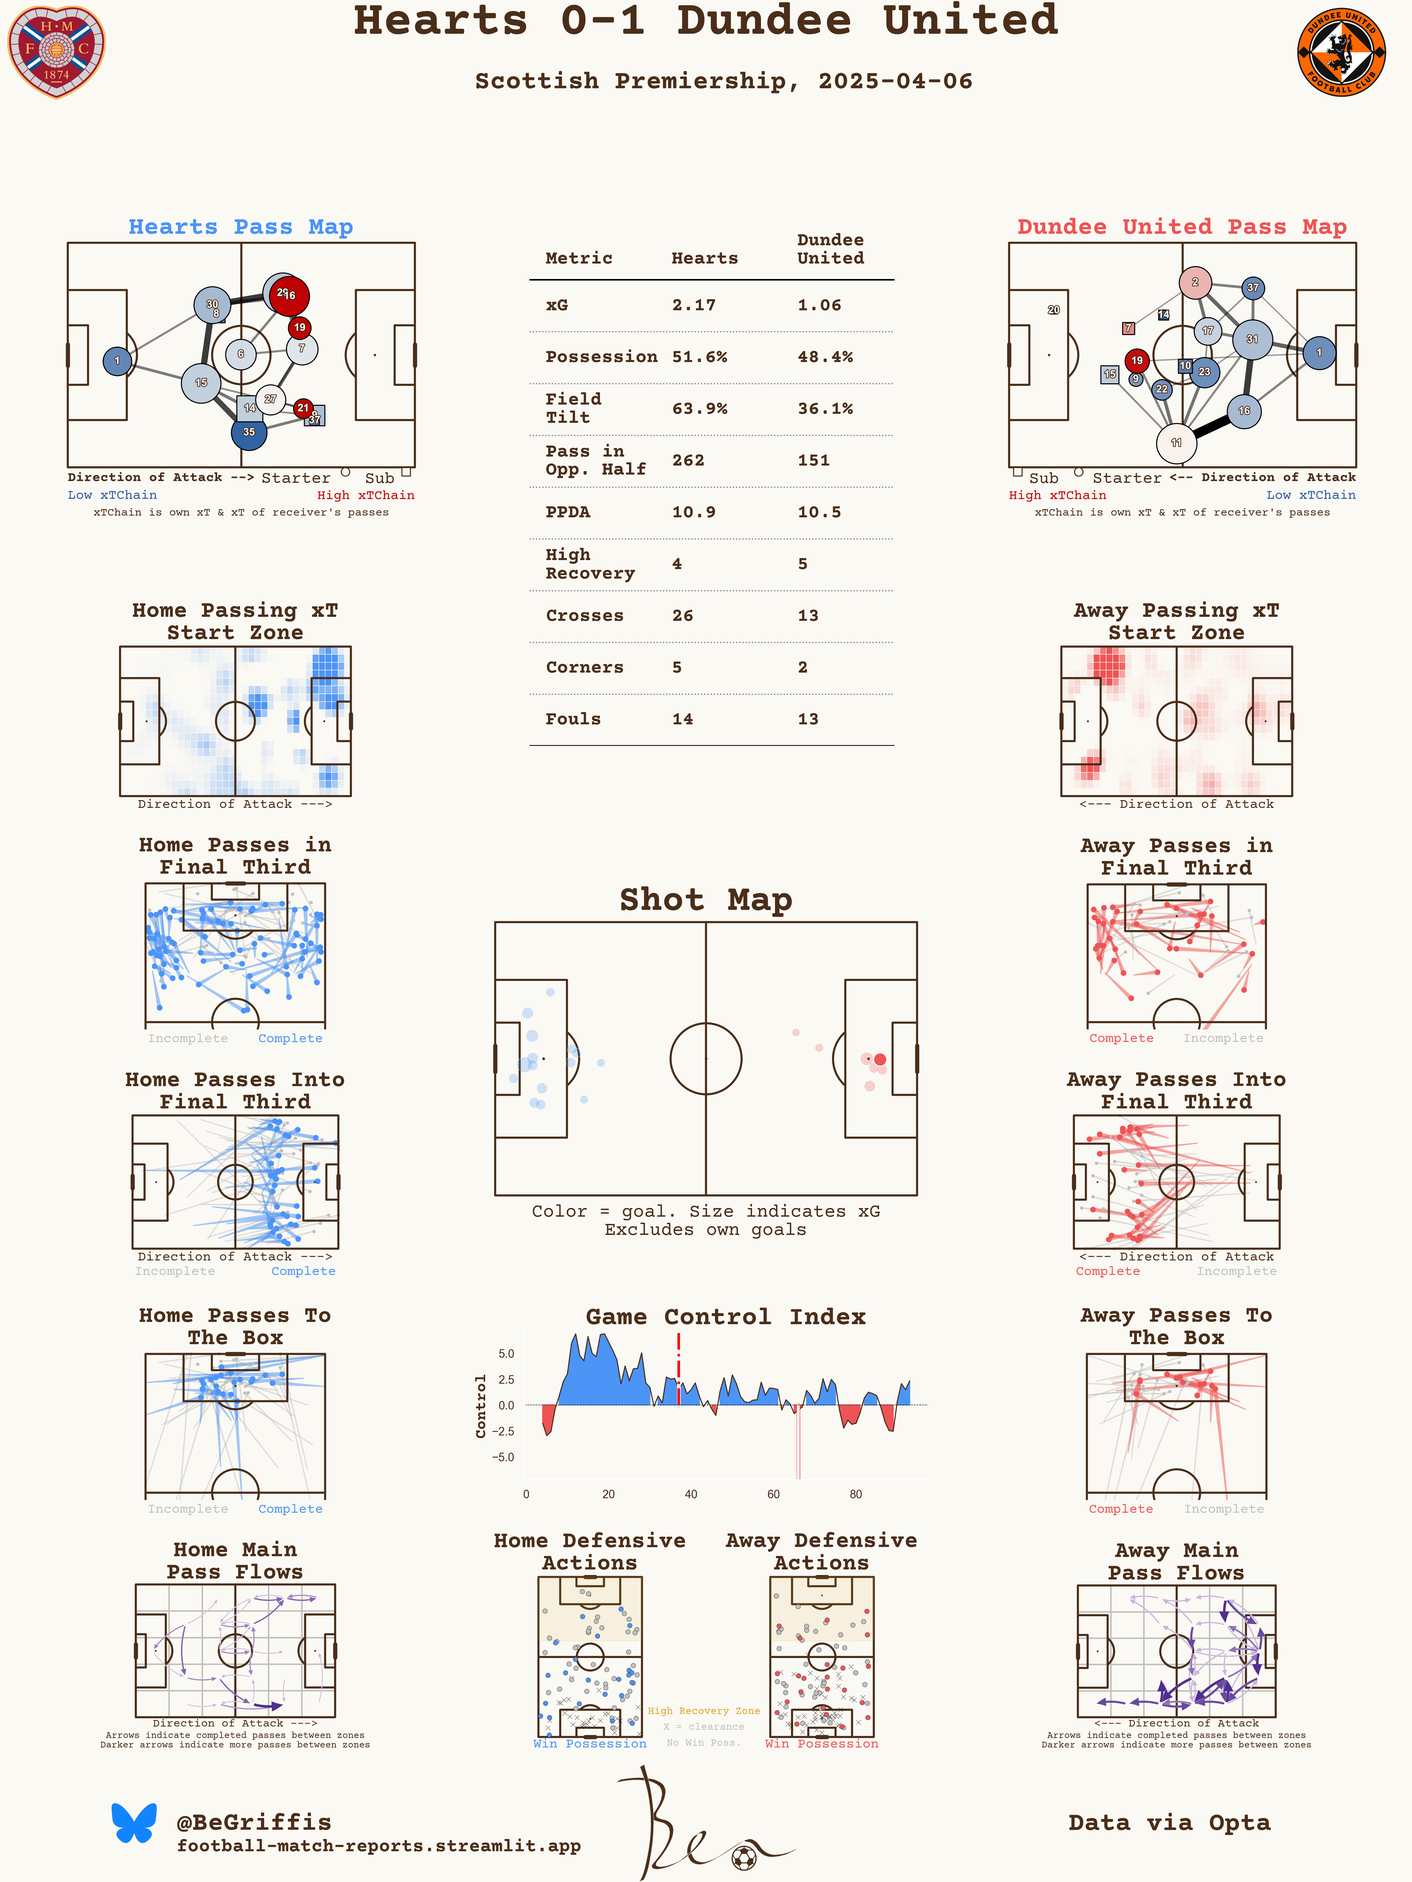 Hearts 0-1 Dundee United
Scottish Premiership, 2025-04-06
H M
F C
1874
DUNDEE UNITED
FOOTBALL CLUB
Hearts Pass Map
1
30
8
29
16
19
7
6
15
27
14
21
9
37
35
Direction of Attack --> Starter Sub
Low xTChain High xTChain
xTChain is own xT & xT of receiver's passes
Metric Hearts Dundee
United
xG 2.17 1.06
Possession 51.6% 48.4%
Field
Tilt 63.9% 36.1%
Pass in
Opp. Half 262 151
PPDA 10.9 10.5
High
Recovery 4 5
Crosses 26 13
Corners 5 2
Fouls 14 13
Dundee United Pass Map
2
37
20
14
7
17
31
1
19
10
15
9
23
22
16
11
Sub Starter <-- Direction of Attack
High xTChain Low xTChain
xTChain is own xT & xT of receiver's passes
Home Passing xT
Start Zone
Direction of Attack --->
Away Passing xT
Start Zone
<--- Direction of Attack
Home Passes in
Final Third
Incomplete Complete
Away Passes in
Final Third
Complete Incomplete
Shot Map
Color = goal. Size indicates xG
Excludes own goals
Home Passes Into
Final Third
Direction of Attack --->
Incomplete Complete
Away Passes Into
Final Third
<--- Direction of Attack
Complete Incomplete
Home Passes To
The Box
Incomplete Complete
Game Control Index
Control
5.0
2.5
0.0
−2.5
−5.0
0 20 40 60 80
Away Passes To
The Box
Complete Incomplete
Home Main
Pass Flows
Direction of Attack --->
Arrows indicate completed passes between zones
Darker arrows indicate more passes between zones
Home Defensive
Actions
Win Possession
Away Defensive
Actions
Win Possession
High Recovery Zone
X = clearance
No Win Poss.
Away Main
Pass Flows
<--- Direction of Attack
Arrows indicate completed passes between zones
Darker arrows indicate more passes between zones
@BeGriffis
football-match-reports.streamlit.app
Ben
Data via Opta